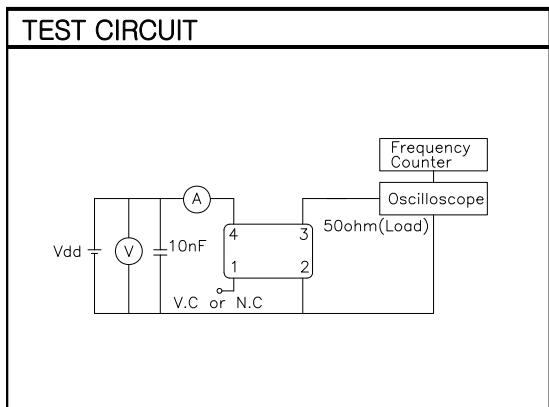 TEST CIRCUIT
Frequency
Counter
A
Oscilloscope
50ohm(Load)
4 3
Vdd
V
10nF
1 2
V.C or N.C